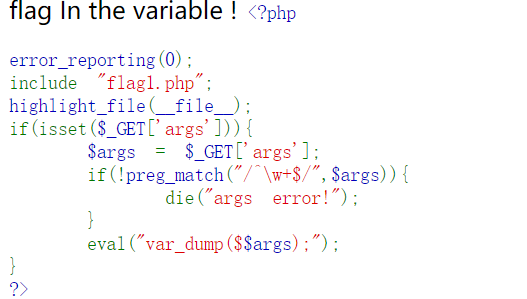 flag In the variable ! <?php
error_reporting(0);
include "flag1.php";
highlight_file(__file__);
if(isset($_GET['args'])){
$args = $_GET['args'];
if(!preg_match("/^\w+$/",$args)){
die("args error!");
}
eval("var_dump($$args);");
}
?>